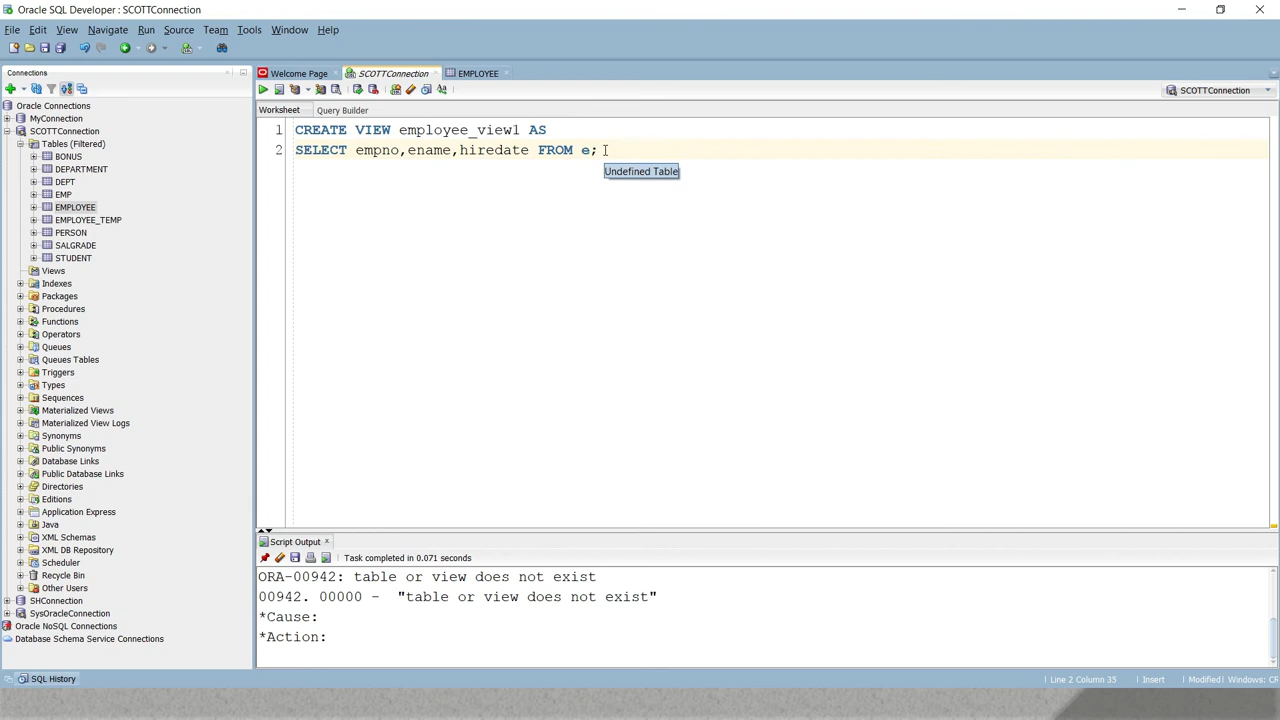 Oracle SQL Developer : SCOTTConnection
File Edit View Navigate Run Source Team Tools Window Help
Connections
Welcome Page SCOTTConnection EMPLOYEE
SCOTTConnection
Worksheet Query Builder
Oracle Connections
MyConnection
SCOTTConnection
Tables (Filtered)
BONUS
DEPARTMENT
DEPT
EMP
EMPLOYEE
EMPLOYEE_TEMP
PERSON
SALGRADE
STUDENT
Views
Indexes
Packages
Procedures
Functions
Operators
Queues
Queues Tables
Triggers
Types
Sequences
Materialized Views
Materialized View Logs
Synonyms
Public Synonyms
Database Links
Public Database Links
Directories
Editions
Application Express
Java
XML Schemas
XML DB Repository
Scheduler
Recycle Bin
Other Users
SHConnection
SysOracleConnection
Oracle NoSQL Connections
Database Schema Service Connections
1 CREATE VIEW employee_view1 AS
2 SELECT empno,ename,hiredate FROM e;
Undefined Table
Script Output
Task completed in 0.071 seconds
ORA-00942: table or view does not exist
00942. 00000 - "table or view does not exist"
*Cause:
*Action:
SQL History
Line 2 Column 35 Insert Modified Windows: CR